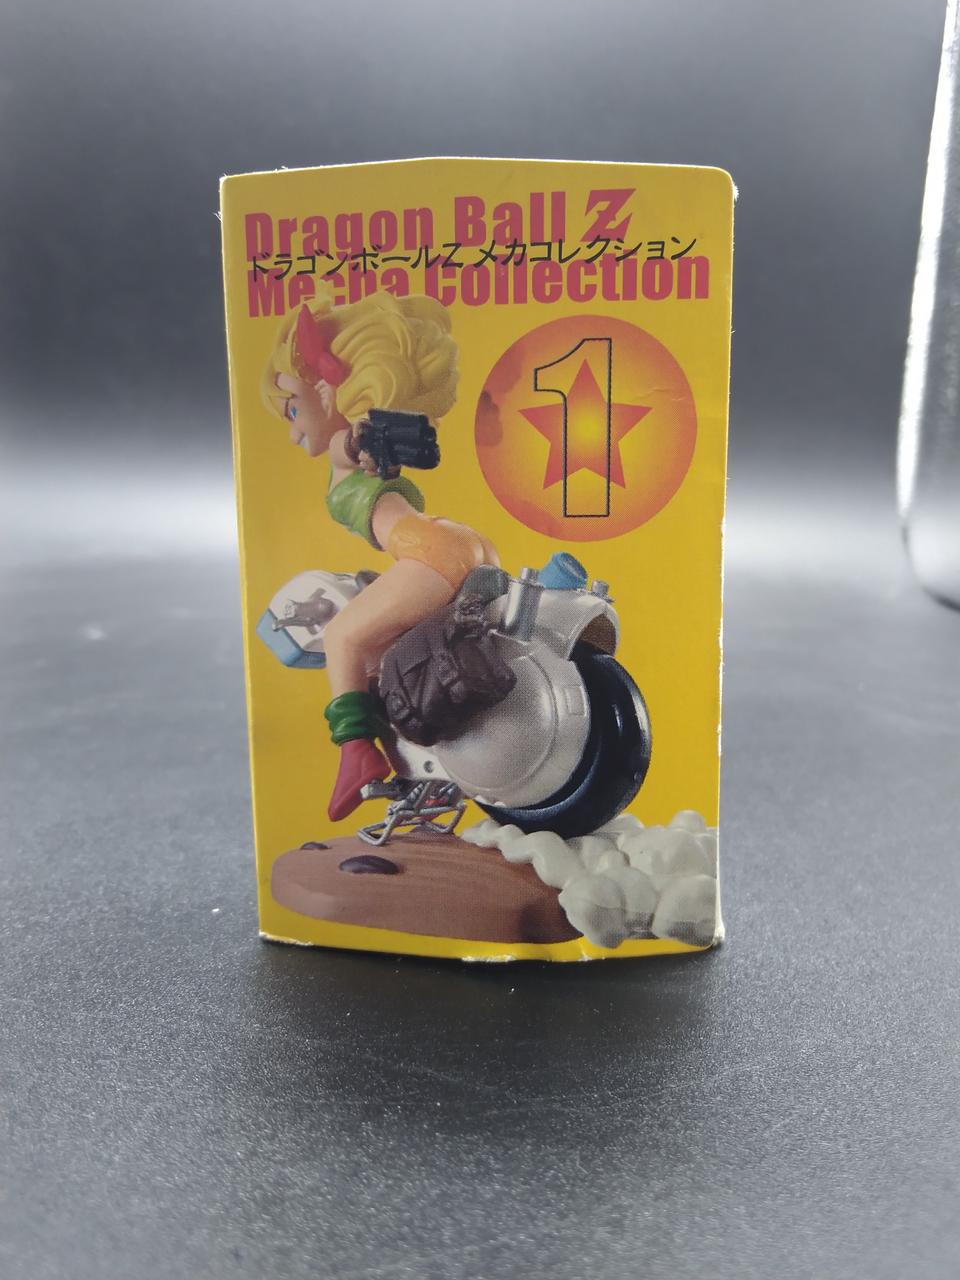 Dragon Ball Z
ドラゴンボールZ メカコレクション
Mecha Collection
1